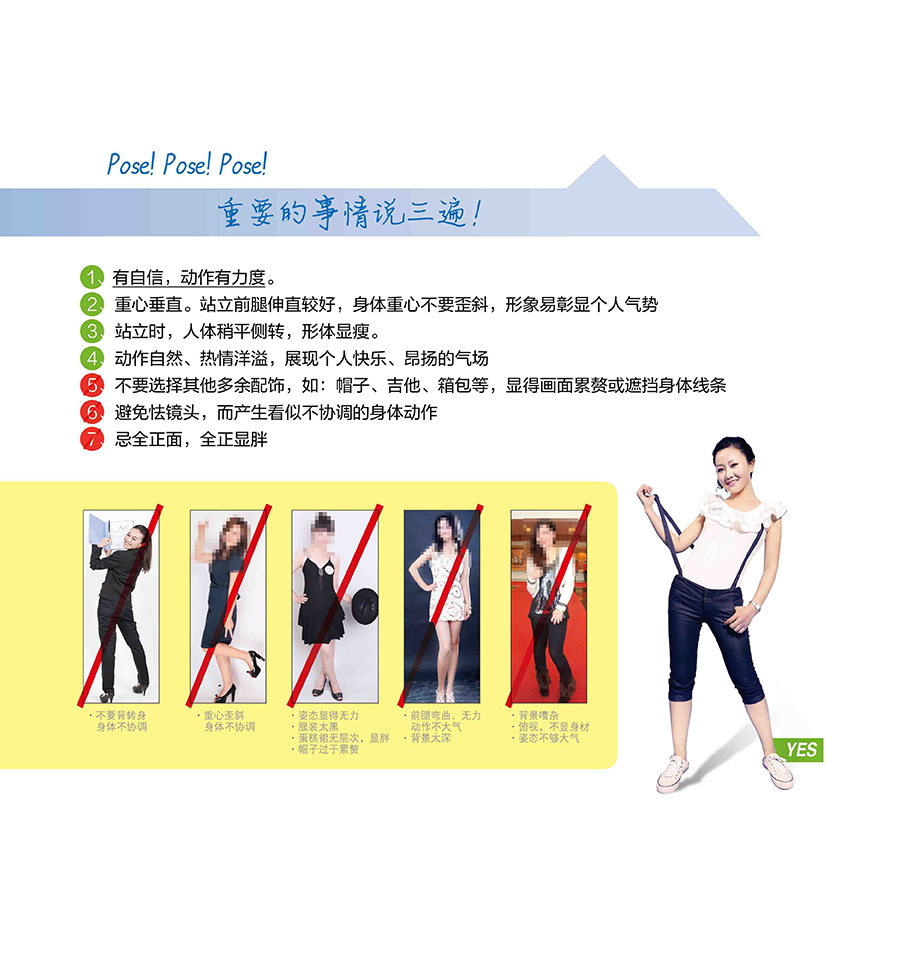 Pose! Pose! Pose!
重要的事情说三遍!
1 有自信，动作有力度。
2 重心垂直。站立前腿伸直较好，身体重心不要歪斜，形象易彰显个人气势
3 站立时，人体稍平侧转，形体显瘦。
4 动作自然、热情洋溢，展现个人快乐、昂扬的气场
5 不要选择其他多余配饰，如：帽子、吉他、箱包等，显得画面累赘或遮挡身体线条
6 避免怯镜头，而产生看似不协调的身体动作
7 忌全正面，全正显胖
·不要背转身
身体不协调
·重心歪斜
身体不协调
·姿态显得无力
·服装太黑
·蛋糕裙无层次，显胖
·帽子过于累赘
·前腿弯曲、无力
动作不大气
·背景太深
·背景嘈杂
·俯视，不显身材
·姿态不够大气
YES